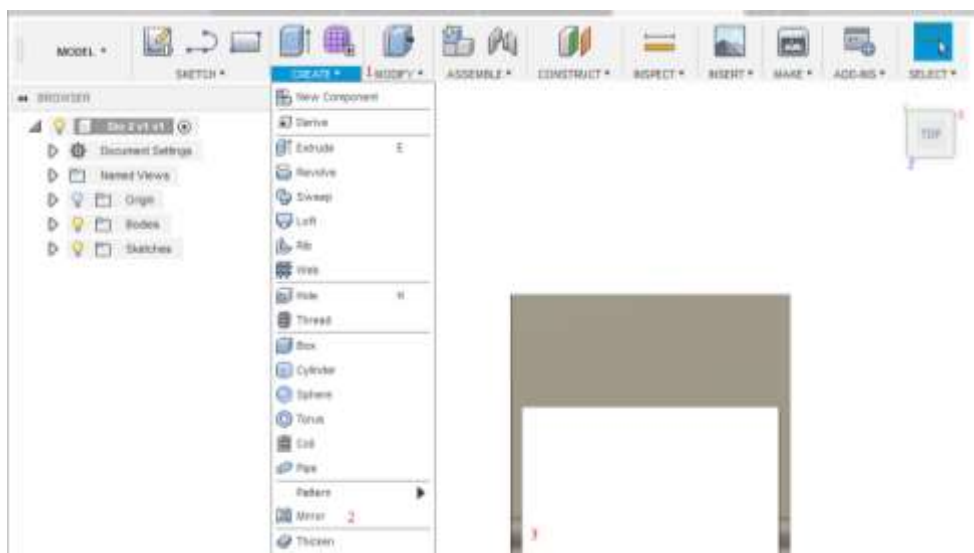 MODEL
SKETCH
CREATE
1
MODIFY
ASSEMBLE
CONSTRUCT
INSPECT
INSERT
MAKE
ADD-INS
SELECT
BROWSER
v1 v1
Document Settings
Named Views
Origin
Bodies
Sketches
New Component
Derive
Extrude E
Revolve
Sweep
Loft
Rib
Web
Hole H
Thread
Box
Cylinder
Sphere
Torus
Coil
Pipe
Pattern
Mirror 2
Thicken
TOP
X
Z
3